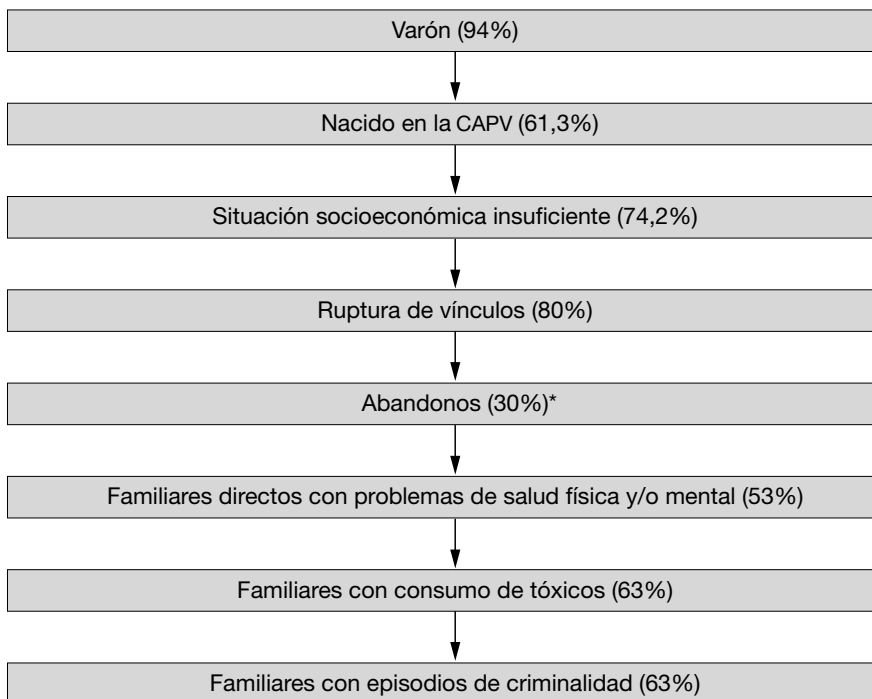 Varón (94%)
Nacido en la CAPV (61,3%)
Situación socioeconómica insuficiente (74,2%)
Ruptura de vínculos (80%)
Abandonos (30%)*
Familiares directos con problemas de salud física y/o mental (53%)
Familiares con consumo de tóxicos (63%)
Familiares con episodios de criminalidad (63%)